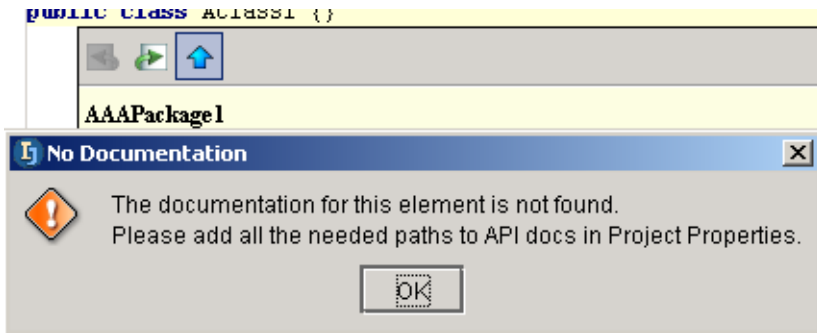 public class AClass1 {}
AAAPackage1
No Documentation
The documentation for this element is not found.
Please add all the needed paths to API docs in Project Properties.
OK